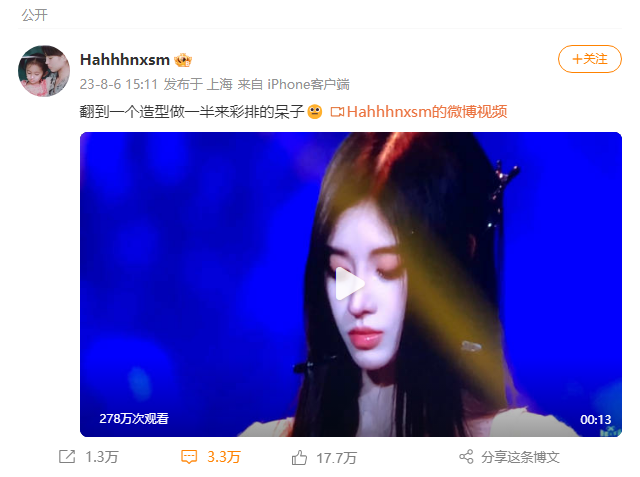 公开
Hahhhnxsm
+关注
23-8-6 15:11 发布于 上海 来自 iPhone客户端
翻到一个造型做一半来彩排的呆子 Hahhhnxsm的微博视频
278万次观看
00:13
1.3万
3.3万
17.7万
分享这条博文